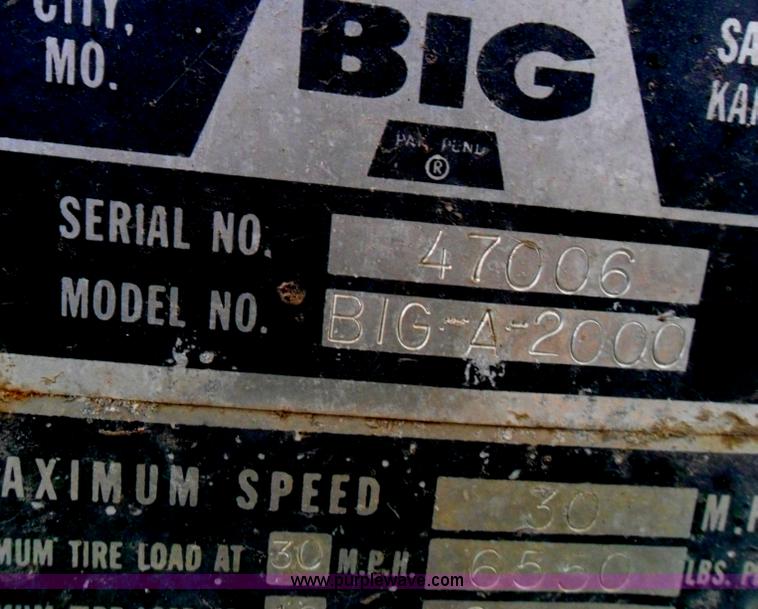 CITY,
MO.
BIG
SA
KA
PAT. PEND
®
SERIAL NO. 47006
MODEL NO. BIG-A-2000
AXIMUM SPEED 30 M.P
MUM TIRE LOAD AT 30 M.P.H. 6550 LBS. P
www.purplewave.com